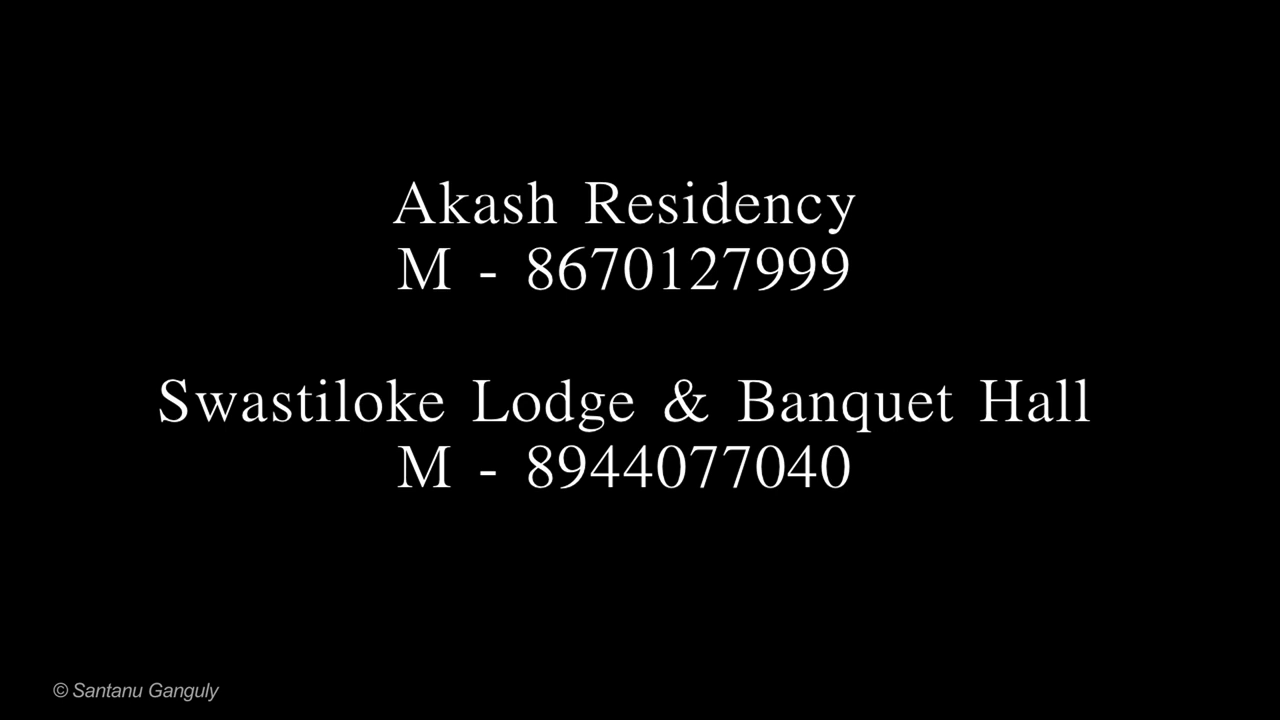 Akash Residency
M - 8670127999
Swastiloke Lodge & Banquet Hall
M - 8944077040
© Santanu Ganguly